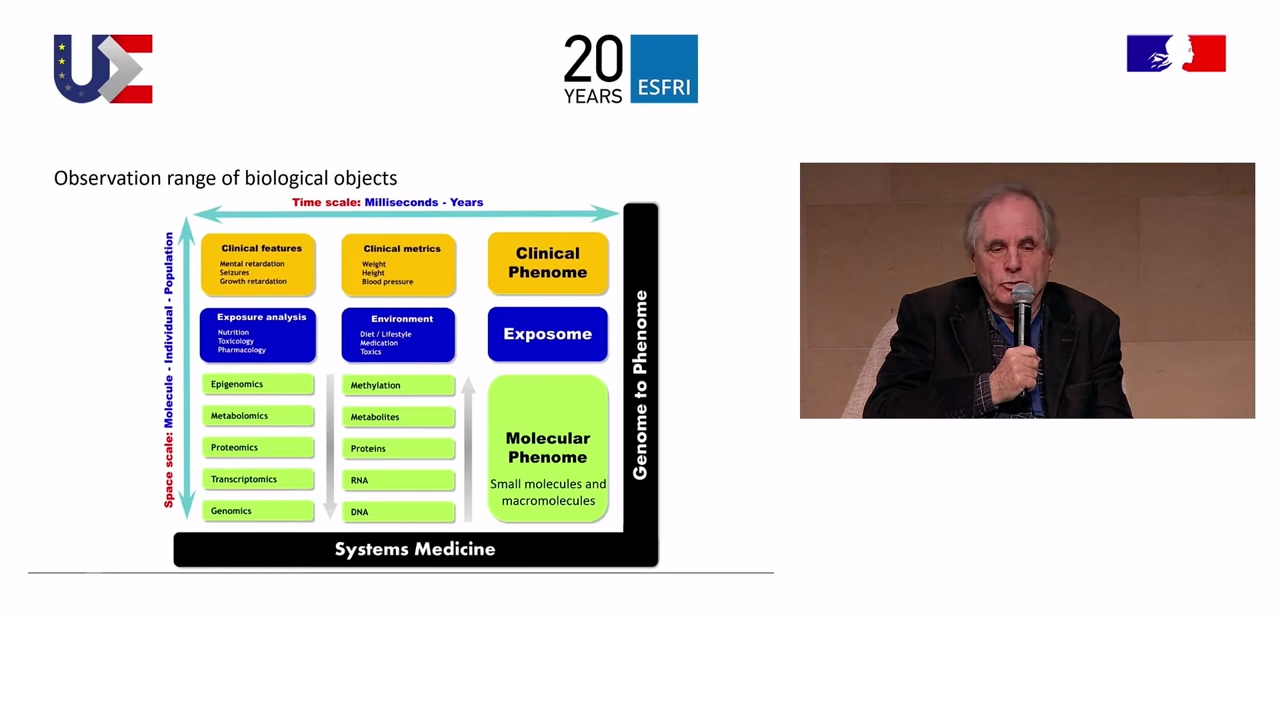 UE
20
YEARS
ESFRI
Observation range of biological objects
Time scale: Milliseconds - Years
Space scale: Molecule - Individual - Population
Clinical features
Mental retardation
Seizures
Growth retardation
Clinical metrics
Weight
Height
Blood pressure
Clinical
Phenome
Exposure analysis
Nutrition
Toxicology
Pharmacology
Environment
Diet / Lifestyle
Medication
Toxics
Exposome
Epigenomics
Methylation
Metabolomics
Metabolites
Proteomics
Proteins
Transcriptomics
RNA
Genomics
DNA
Molecular
Phenome
Small molecules and
macromolecules
Genome to Phenome
Systems Medicine